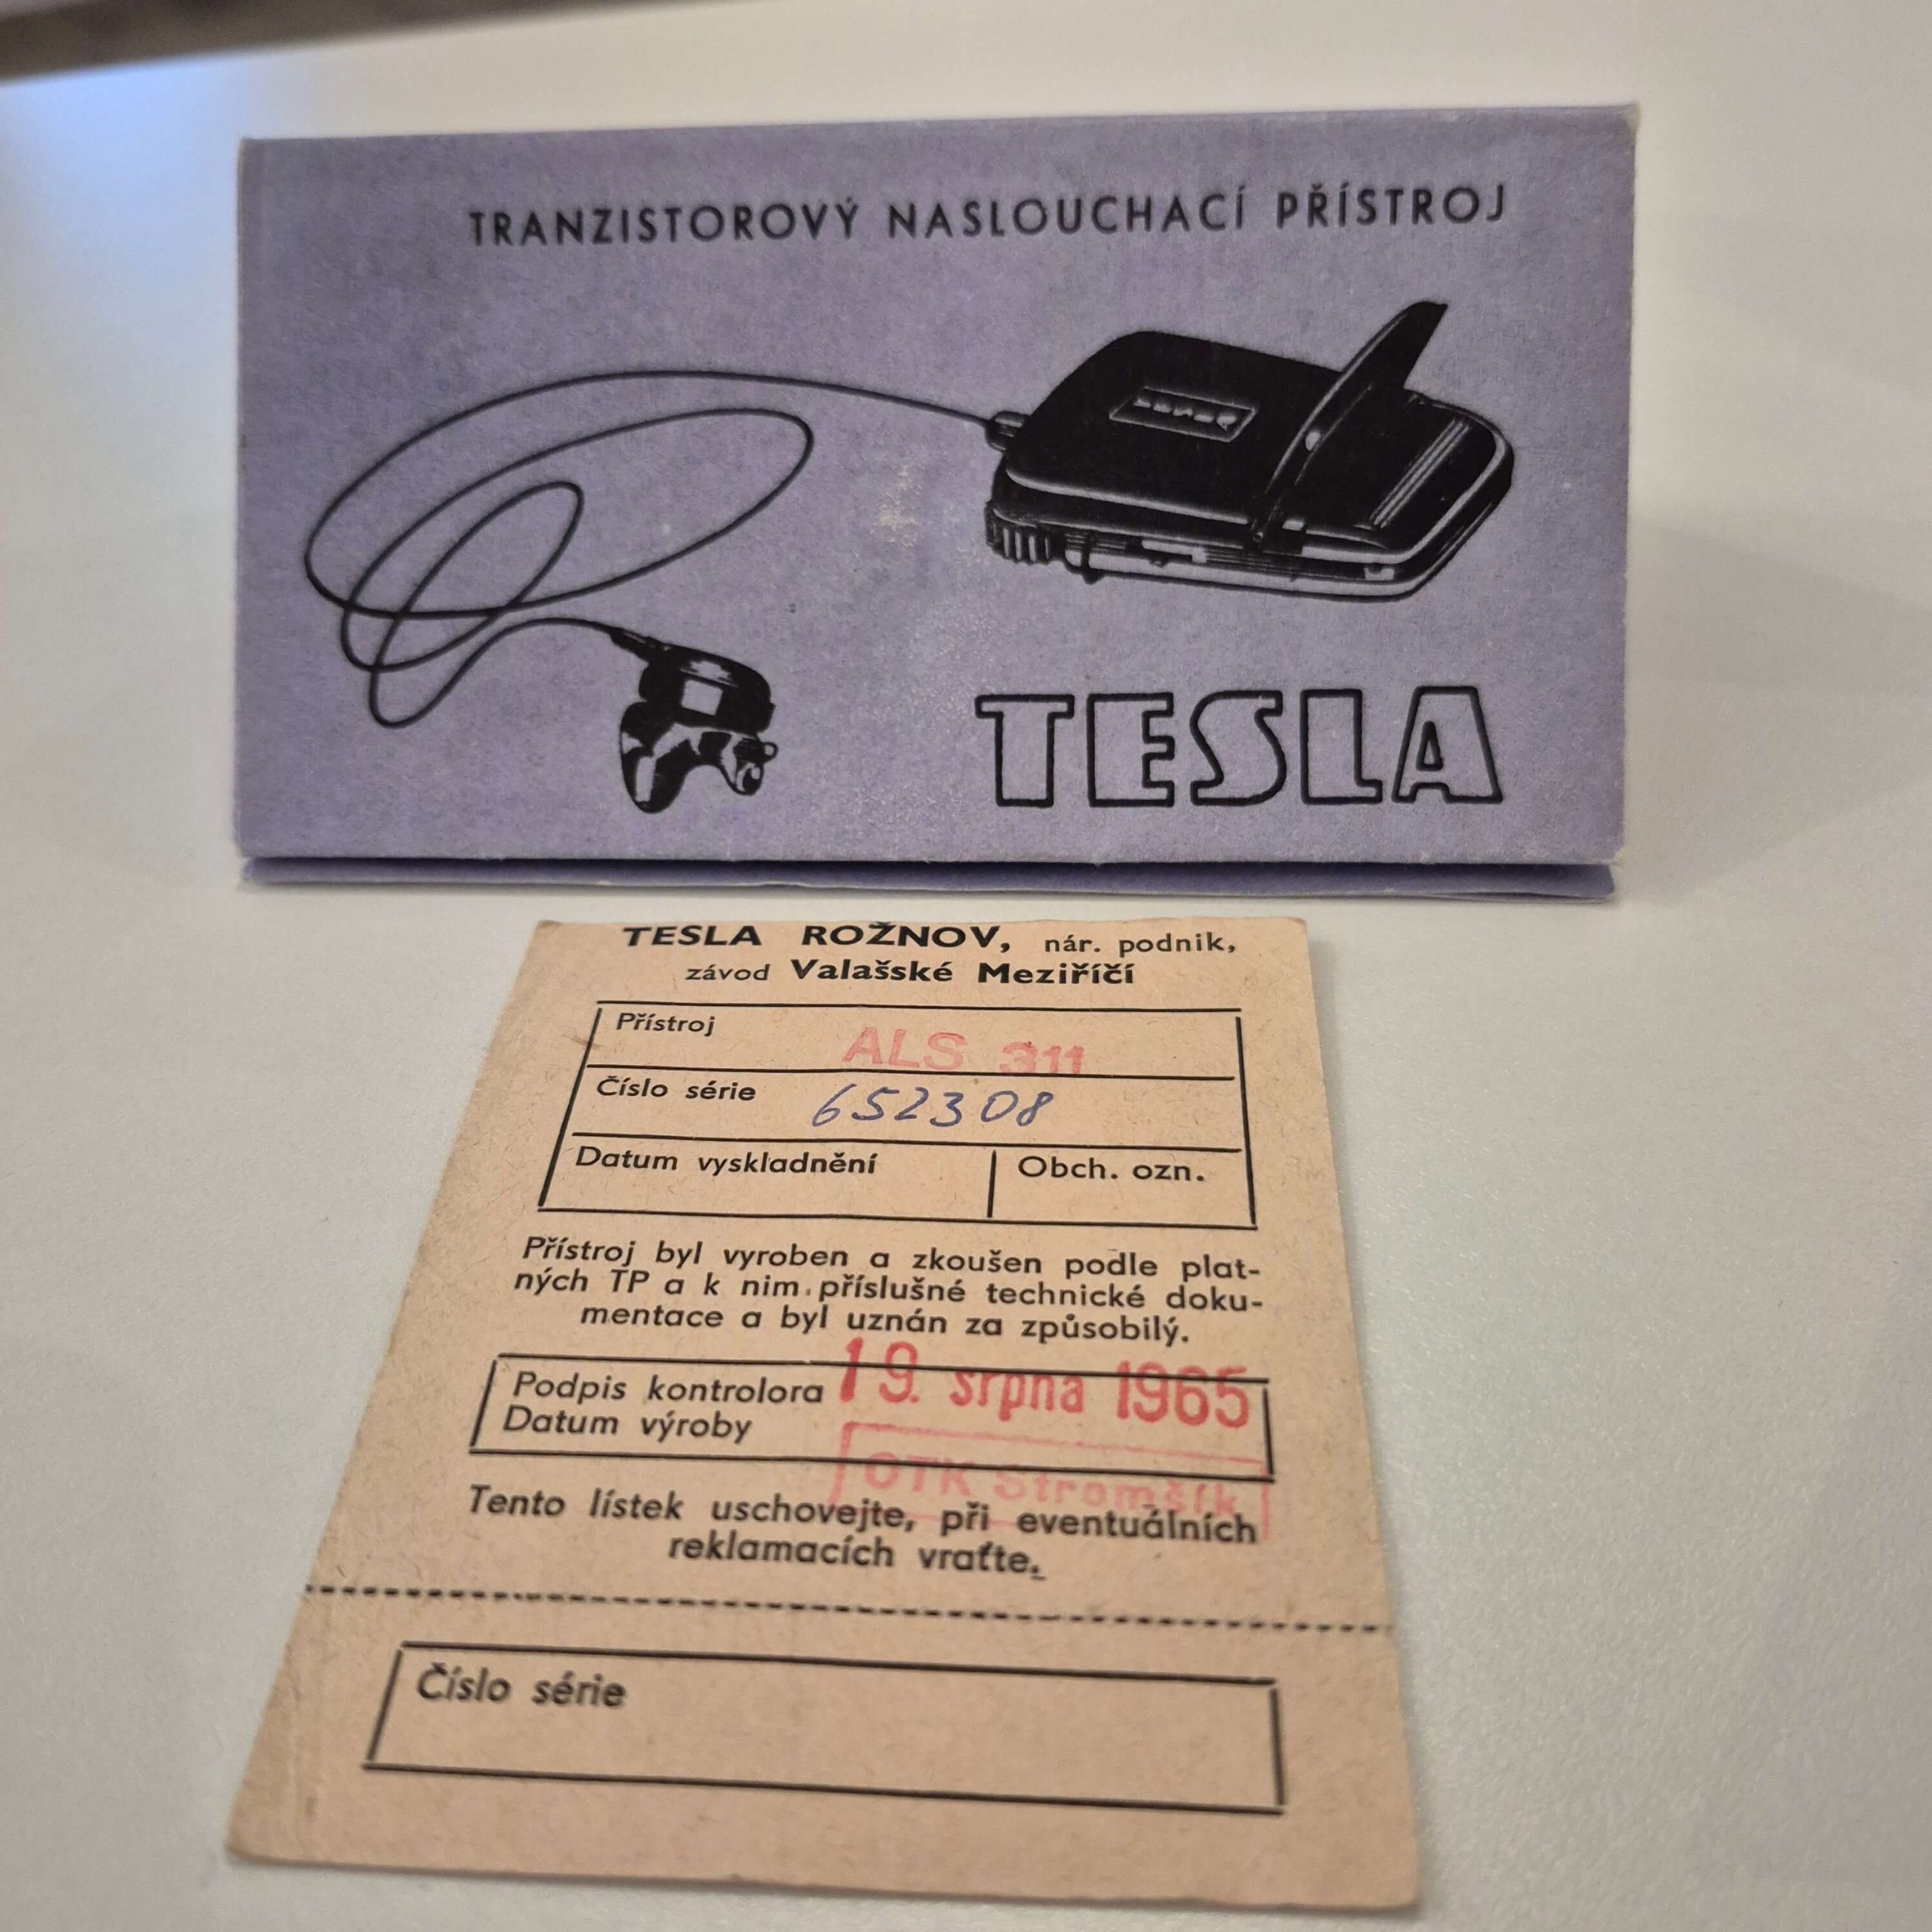 TRANZISTOROVÝ NASLOUCHACÍ PŘÍSTROJ
TESLA
TESLA ROŽNOV, nár. podnik,
závod Valašské Meziříčí
Přístroj ALS 311
Číslo série 652308
Datum vyskladnění Obch. ozn.
Přístroj byl vyroben a zkoušen podle plat-
ných TP a k nim příslušné technické doku-
mentace a byl uznán za způsobilý.
Podpis kontrolora 19. srpna 1965
Datum výroby
OTK Stromšík
Tento lístek uschovejte, při eventuálních
reklamacích vraťte.
Číslo série